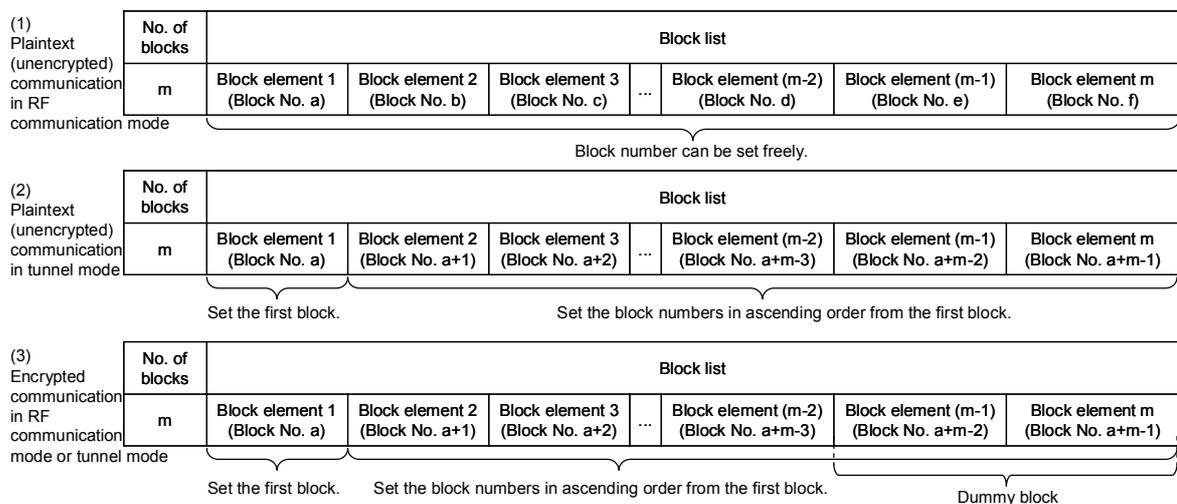 (1)
Plaintext
(unencrypted)
communication
in RF
communication mode
No. of
blocks
Block list
m
Block element 1
(Block No. a)
Block element 2
(Block No. b)
Block element 3
(Block No. c)
...
Block element (m-2)
(Block No. d)
Block element (m-1)
(Block No. e)
Block element m
(Block No. f)
Block number can be set freely.
(2)
Plaintext
(unencrypted)
communication
in tunnel mode
No. of
blocks
Block list
m
Block element 1
(Block No. a)
Block element 2
(Block No. a+1)
Block element 3
(Block No. a+2)
...
Block element (m-2)
(Block No. a+m-3)
Block element (m-1)
(Block No. a+m-2)
Block element m
(Block No. a+m-1)
Set the first block.
Set the block numbers in ascending order from the first block.
(3)
Encrypted
communication
in RF
communication
mode or tunnel mode
No. of
blocks
Block list
m
Block element 1
(Block No. a)
Block element 2
(Block No. a+1)
Block element 3
(Block No. a+2)
...
Block element (m-2)
(Block No. a+m-3)
Block element (m-1)
(Block No. a+m-2)
Block element m
(Block No. a+m-1)
Set the first block.
Set the block numbers in ascending order from the first block.
Dummy block